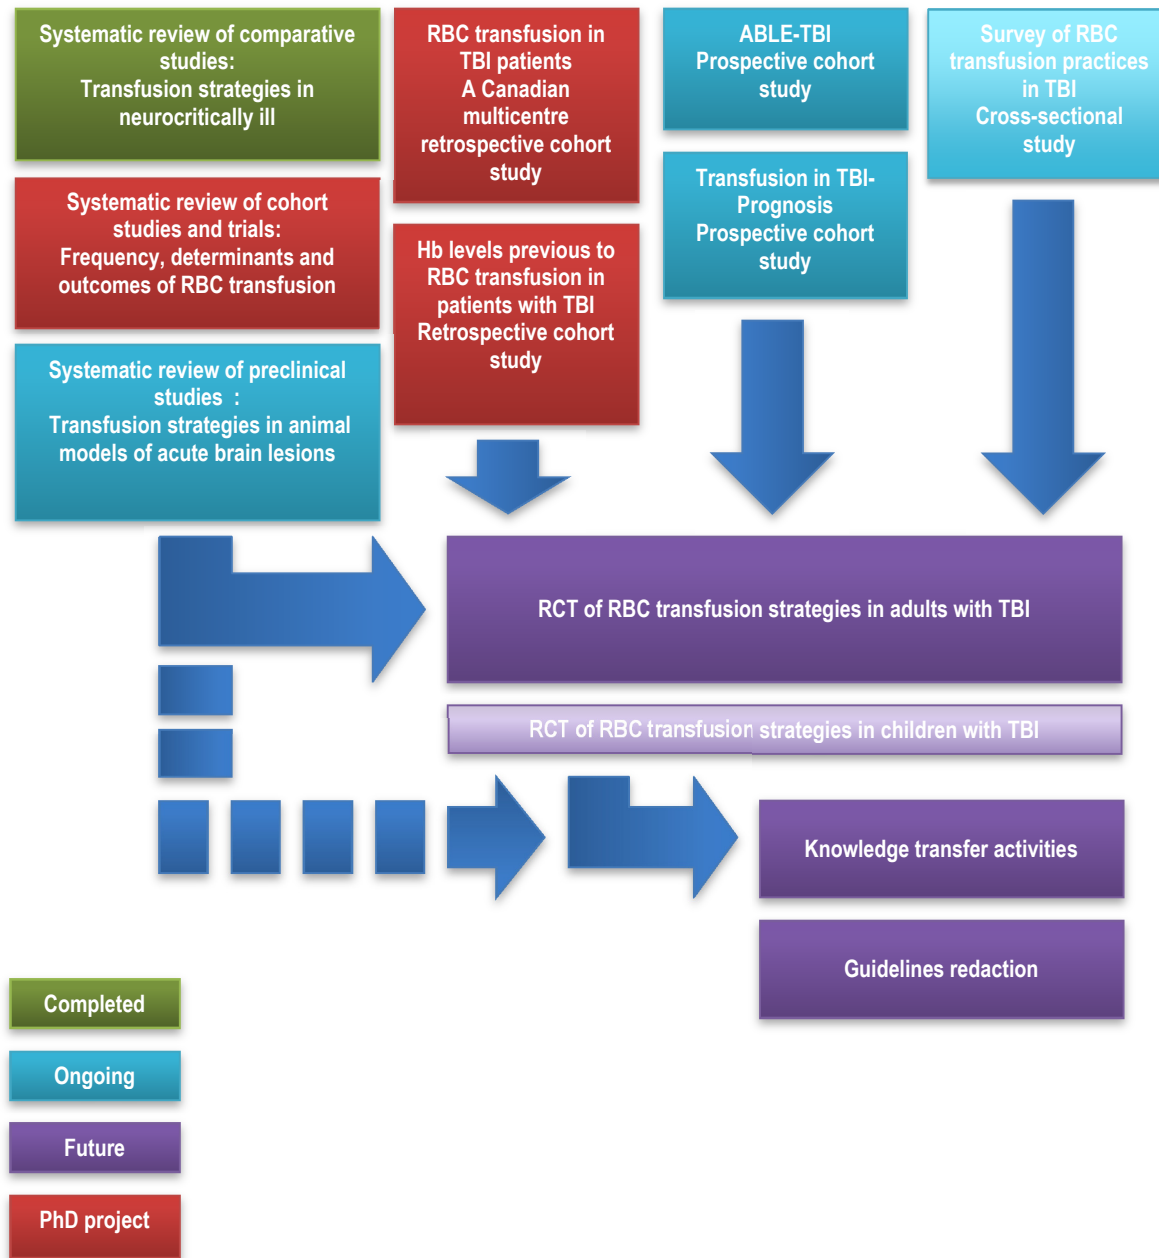 Systematic review of comparative
studies:
Transfusion strategies in
neurocritically ill
Systematic review of cohort
studies and trials:
Frequency, determinants and
outcomes of RBC transfusion
Systematic review of preclinical
studies :
Transfusion strategies in animal
models of acute brain lesions
RBC transfusion in
TBI patients
A Canadian
multicentre
retrospective cohort
study
Hb levels previous to
RBC transfusion in
patients with TBI
Retrospective cohort
study
ABLE-TBI
Prospective cohort
study
Transfusion in TBI-
Prognosis
Prospective cohort
study
Survey of RBC
transfusion practices
in TBI
Cross-sectional
study
RCT of RBC transfusion strategies in adults with TBI
RCT of RBC transfusion strategies in children with TBI
Knowledge transfer activities
Guidelines redaction
Completed
Ongoing
Future
PhD project